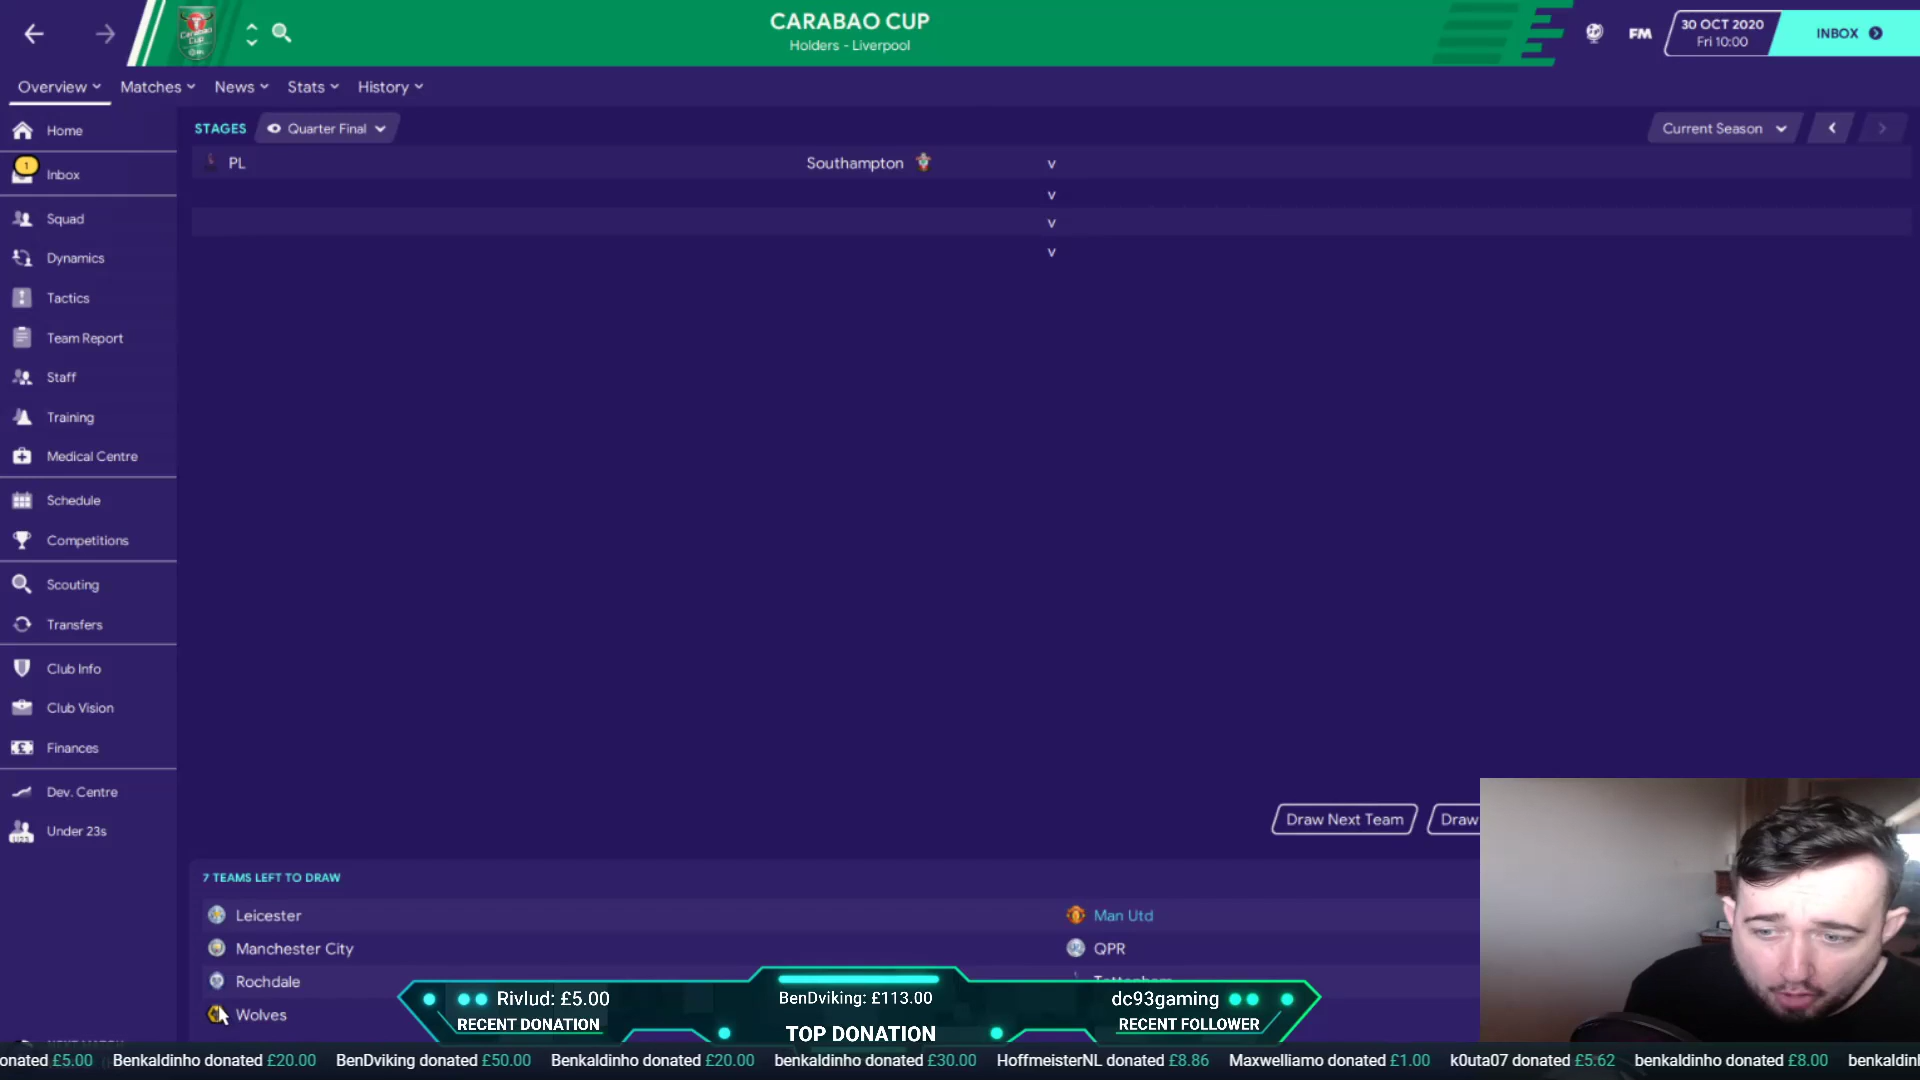 CARABAO CUP
Holders - Liverpool
FM
30 OCT 2020
Fri 10:00
INBOX
Overview
Matches
News
Stats
History
Home
1
Inbox
Squad
Dynamics
Tactics
Team Report
Staff
Training
Medical Centre
Schedule
Competitions
Scouting
Transfers
Club Info
Club Vision
Finances
Dev. Centre
Under 23s
STAGES
Quarter Final
Current Season
PL
Southampton
v
v
v
v
Draw Next Team
Draw
7 TEAMS LEFT TO DRAW
Leicester
Man Utd
Manchester City
QPR
Rochdale
Tottenham
Wolves
Rivlud: £5.00
RECENT DONATION
BenDviking: £113.00
TOP DONATION
dc93gaming
RECENT FOLLOWER
onated £5.00 Benkaldinho donated £20.00 BenDviking donated £50.00 Benkaldinho donated £20.00 benkaldinho donated £30.00 HoffmeisterNL donated £8.86 Maxwelliamo donated £1.00 k0uta07 donated £5.62 benkaldinho donated £8.00 benkaldinh